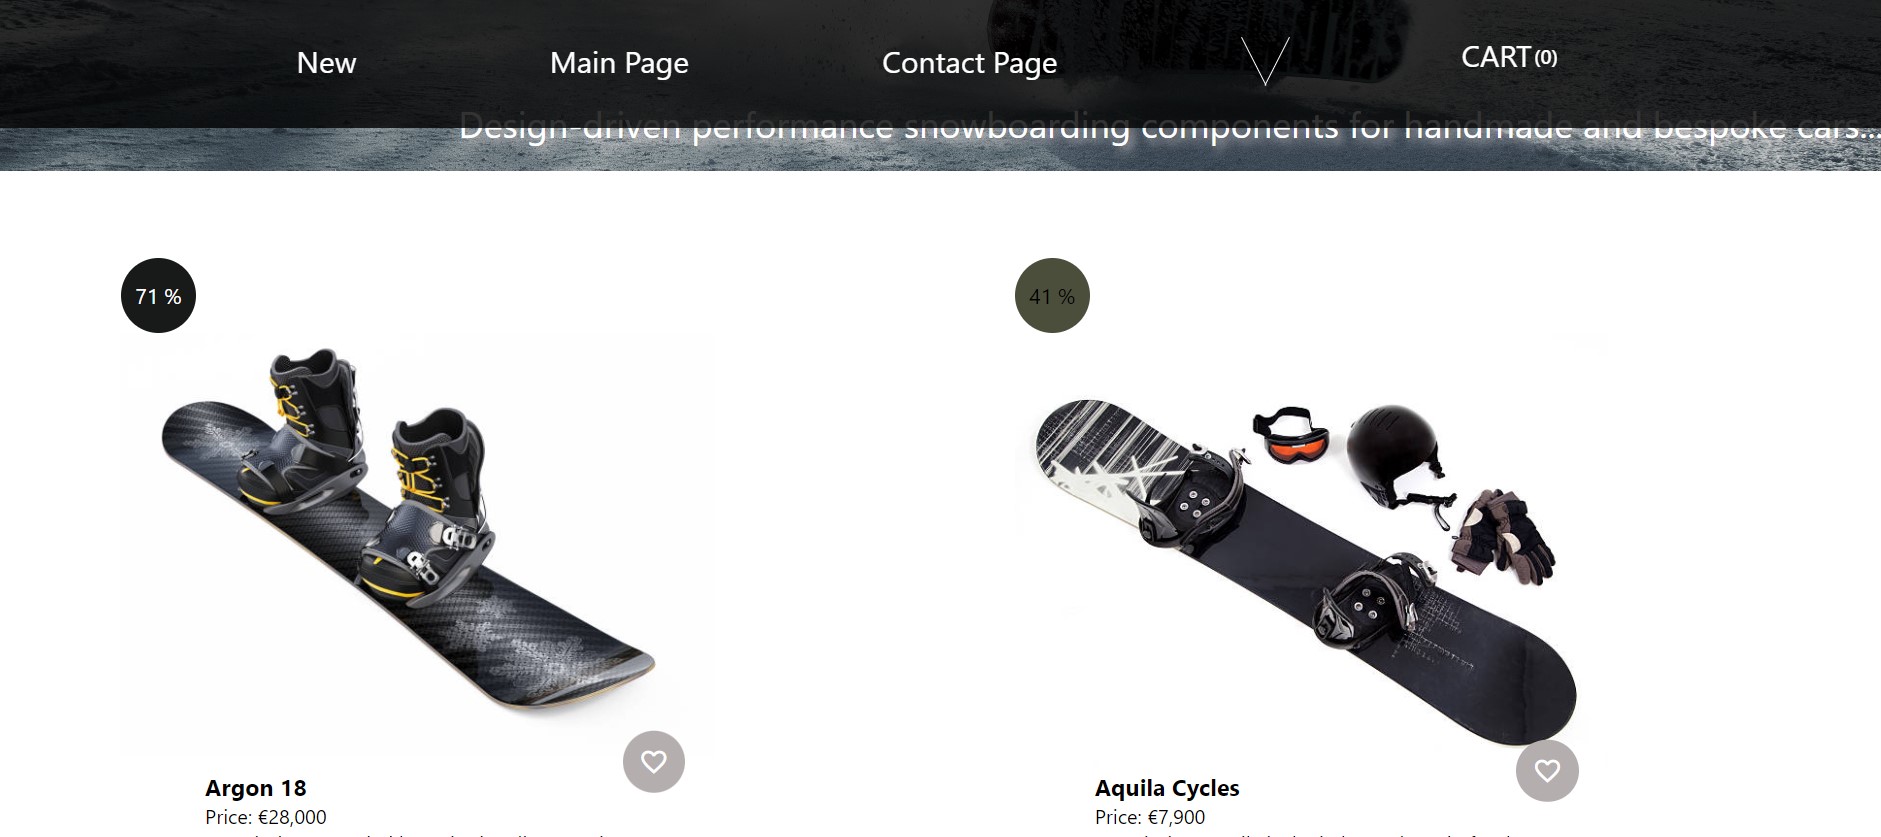 New Main Page Contact Page CART(0)
Design-driven performance snowboarding components for handmade and bespoke cars...
71 %
41 %
Argon 18
Price: €28,000
Aquila Cycles
Price: €7,900